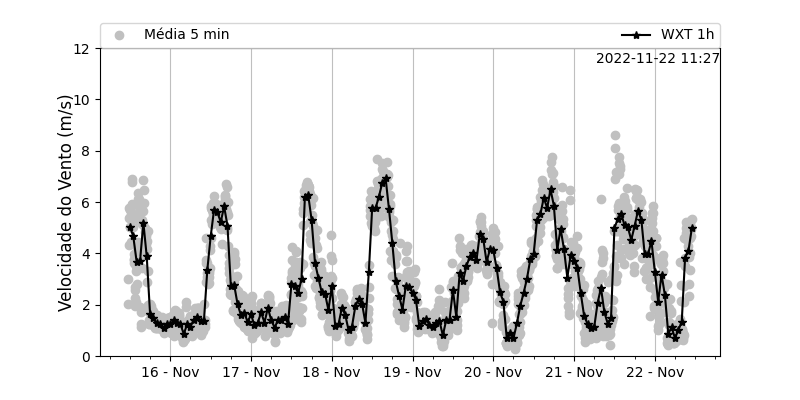 Média 5 min
WXT 1h
2022-11-22 11:27
Velocidade do Vento (m/s)
12
10
8
6
4
2
0
16 - Nov
17 - Nov
18 - Nov
19 - Nov
20 - Nov
21 - Nov
22 - Nov